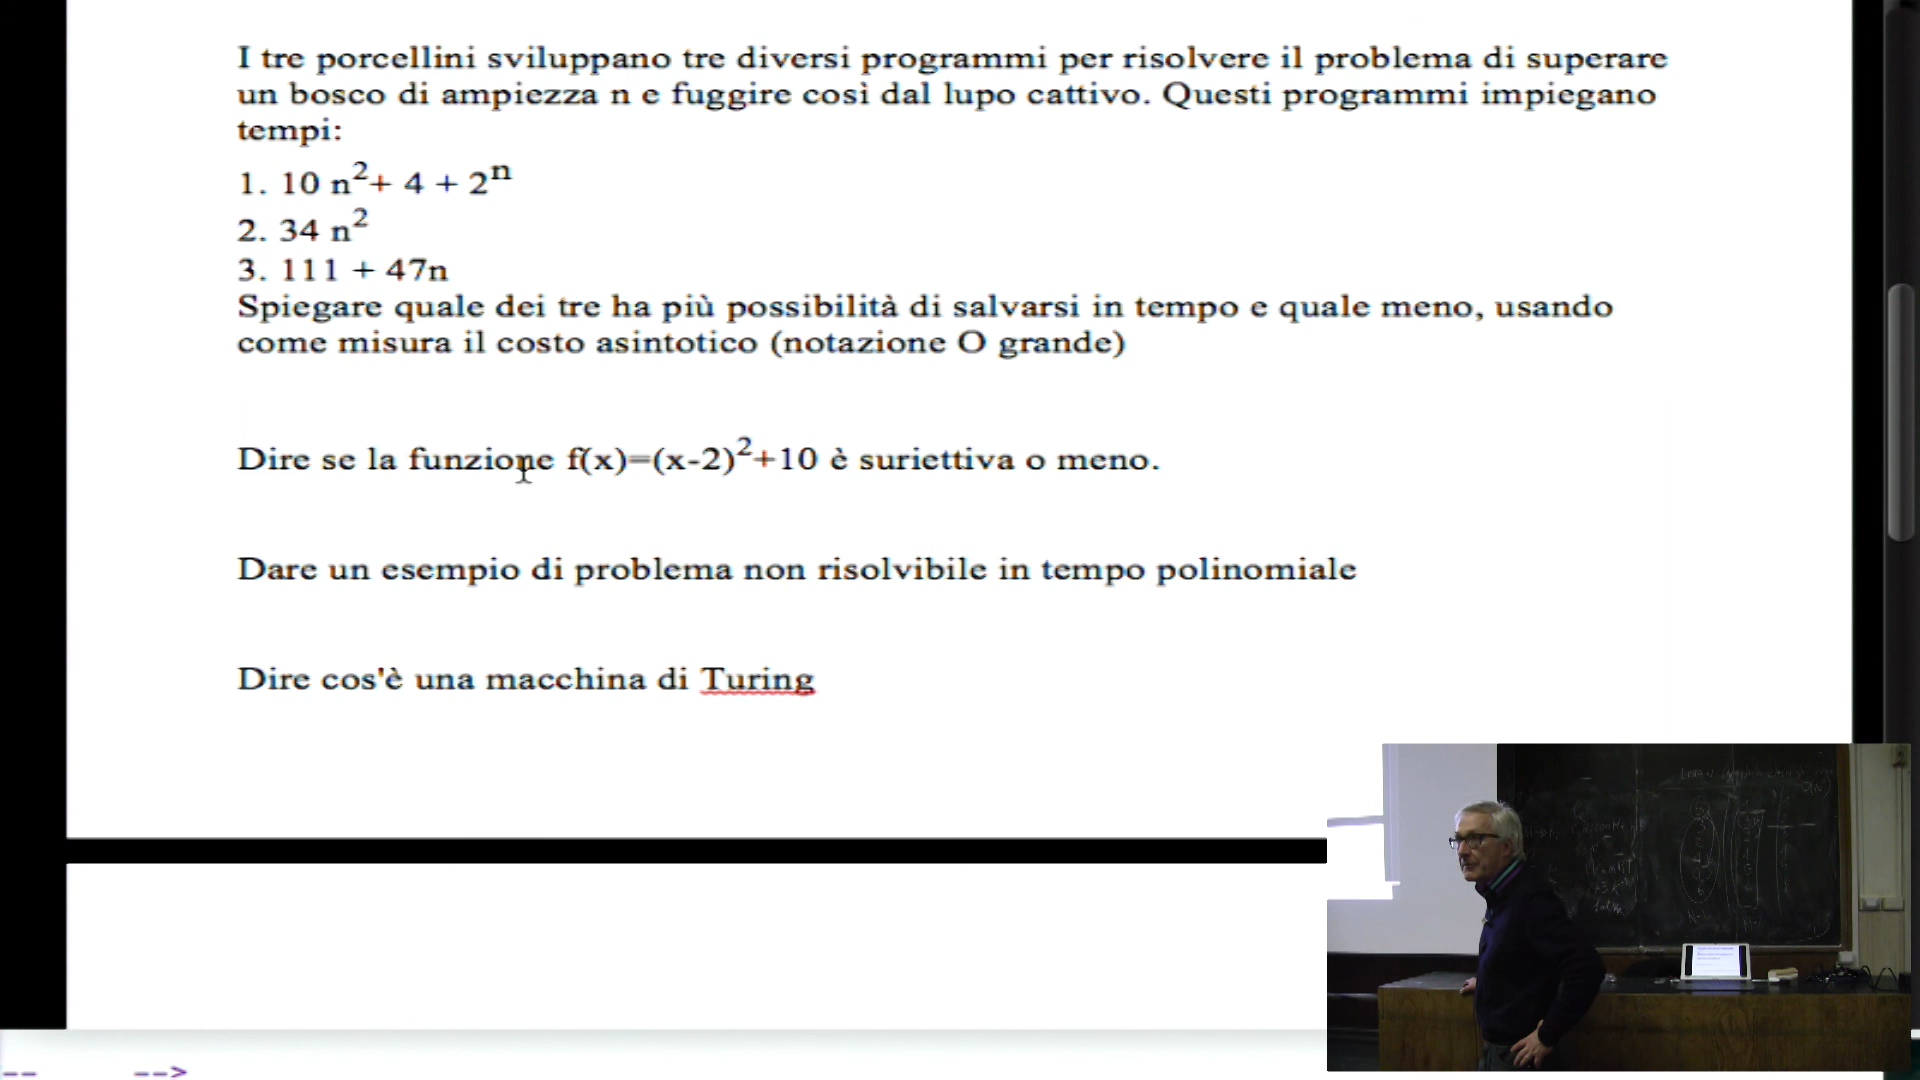 I tre porcellini sviluppano tre diversi programmi per risolvere il problema di superare
un bosco di ampiezza n e fuggire così dal lupo cattivo. Questi programmi impiegano
tempi:
1. 10 n²+ 4 + 2ⁿ
2. 34 n²
3. 111 + 47n
Spiegare quale dei tre ha più possibilità di salvarsi in tempo e quale meno, usando
come misura il costo asintotico (notazione O grande)
Dire se la funzione f(x)=(x-2)²+10 è suriettiva o meno.
Dare un esempio di problema non risolvibile in tempo polinomiale
Dire cos'è una macchina di Turing
-- -->